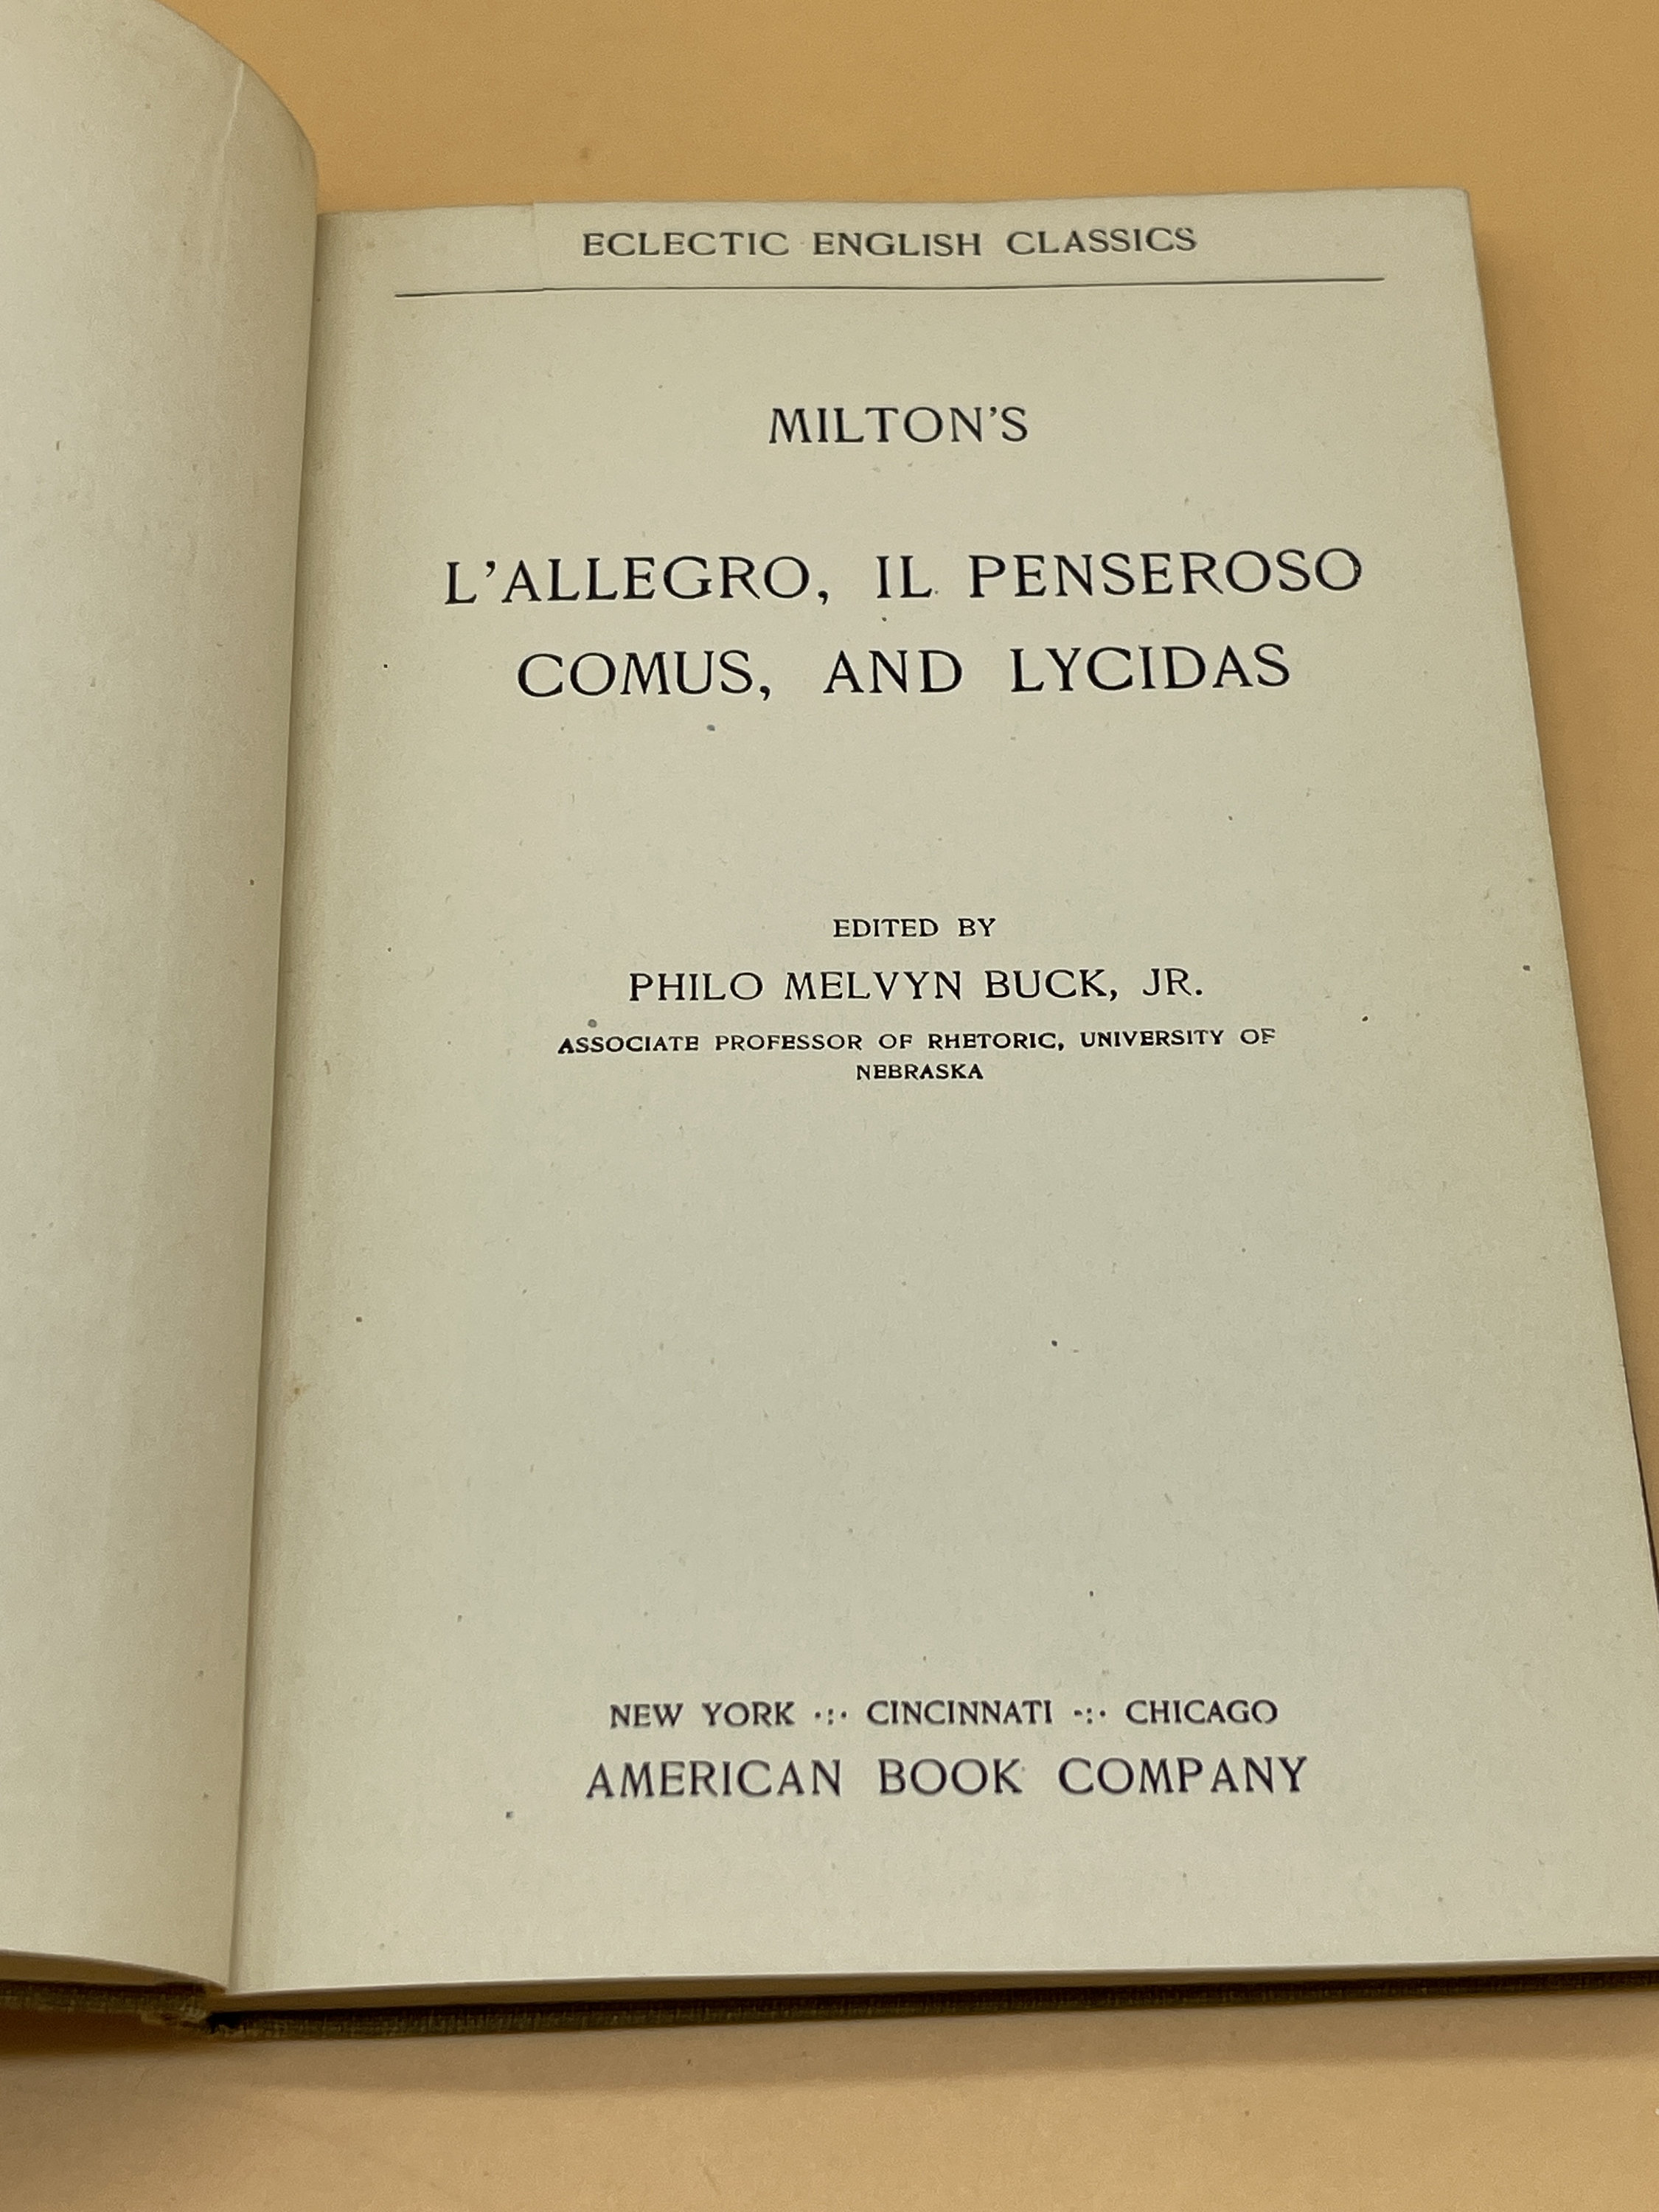 ECLECTIC ENGLISH CLASSICS
MILTON'S
L'ALLEGRO, IL PENSEROSO
COMUS, AND LYCIDAS
EDITED BY
PHILO MELVYN BUCK, JR.
ASSOCIATE PROFESSOR OF RHETORIC, UNIVERSITY OF
NEBRASKA
NEW YORK ·:· CINCINNATI ·:· CHICAGO
AMERICAN BOOK COMPANY